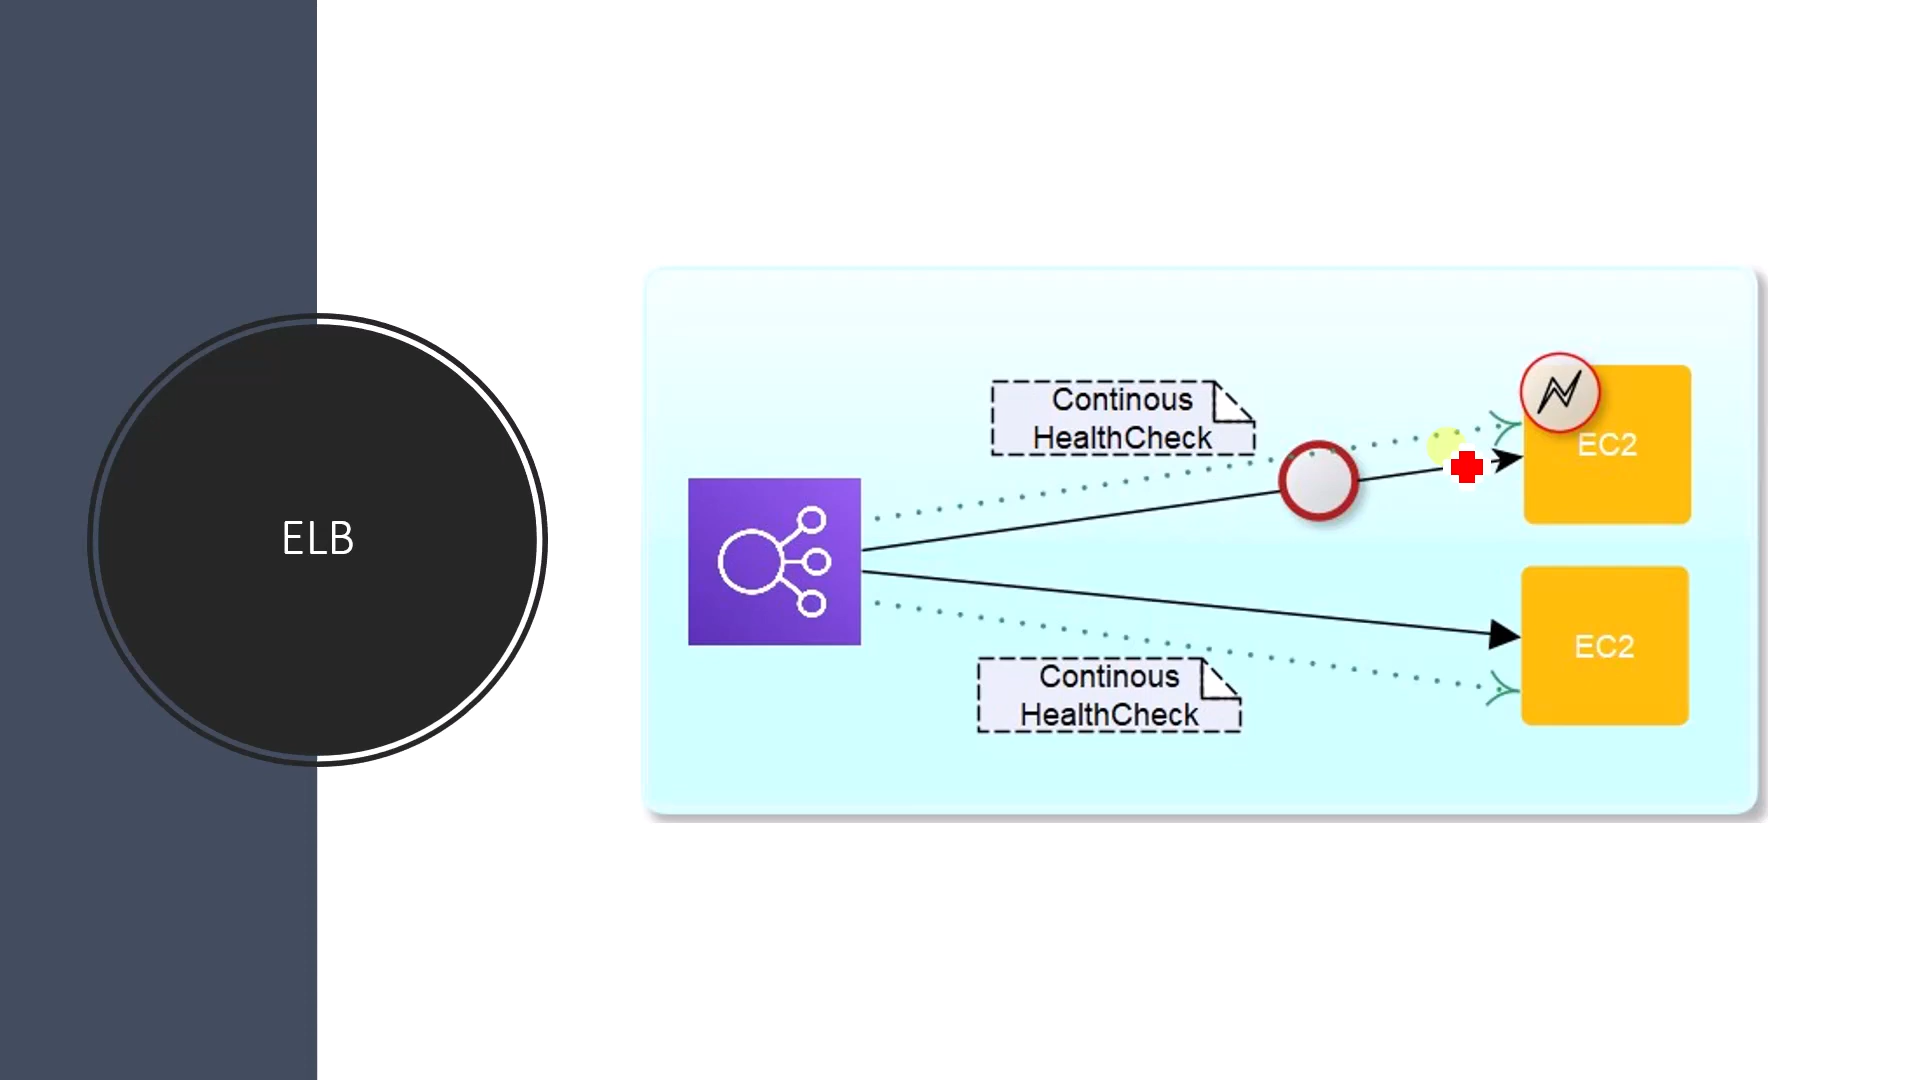 ELB
Continous
HealthCheck
EC2
EC2
Continous
HealthCheck